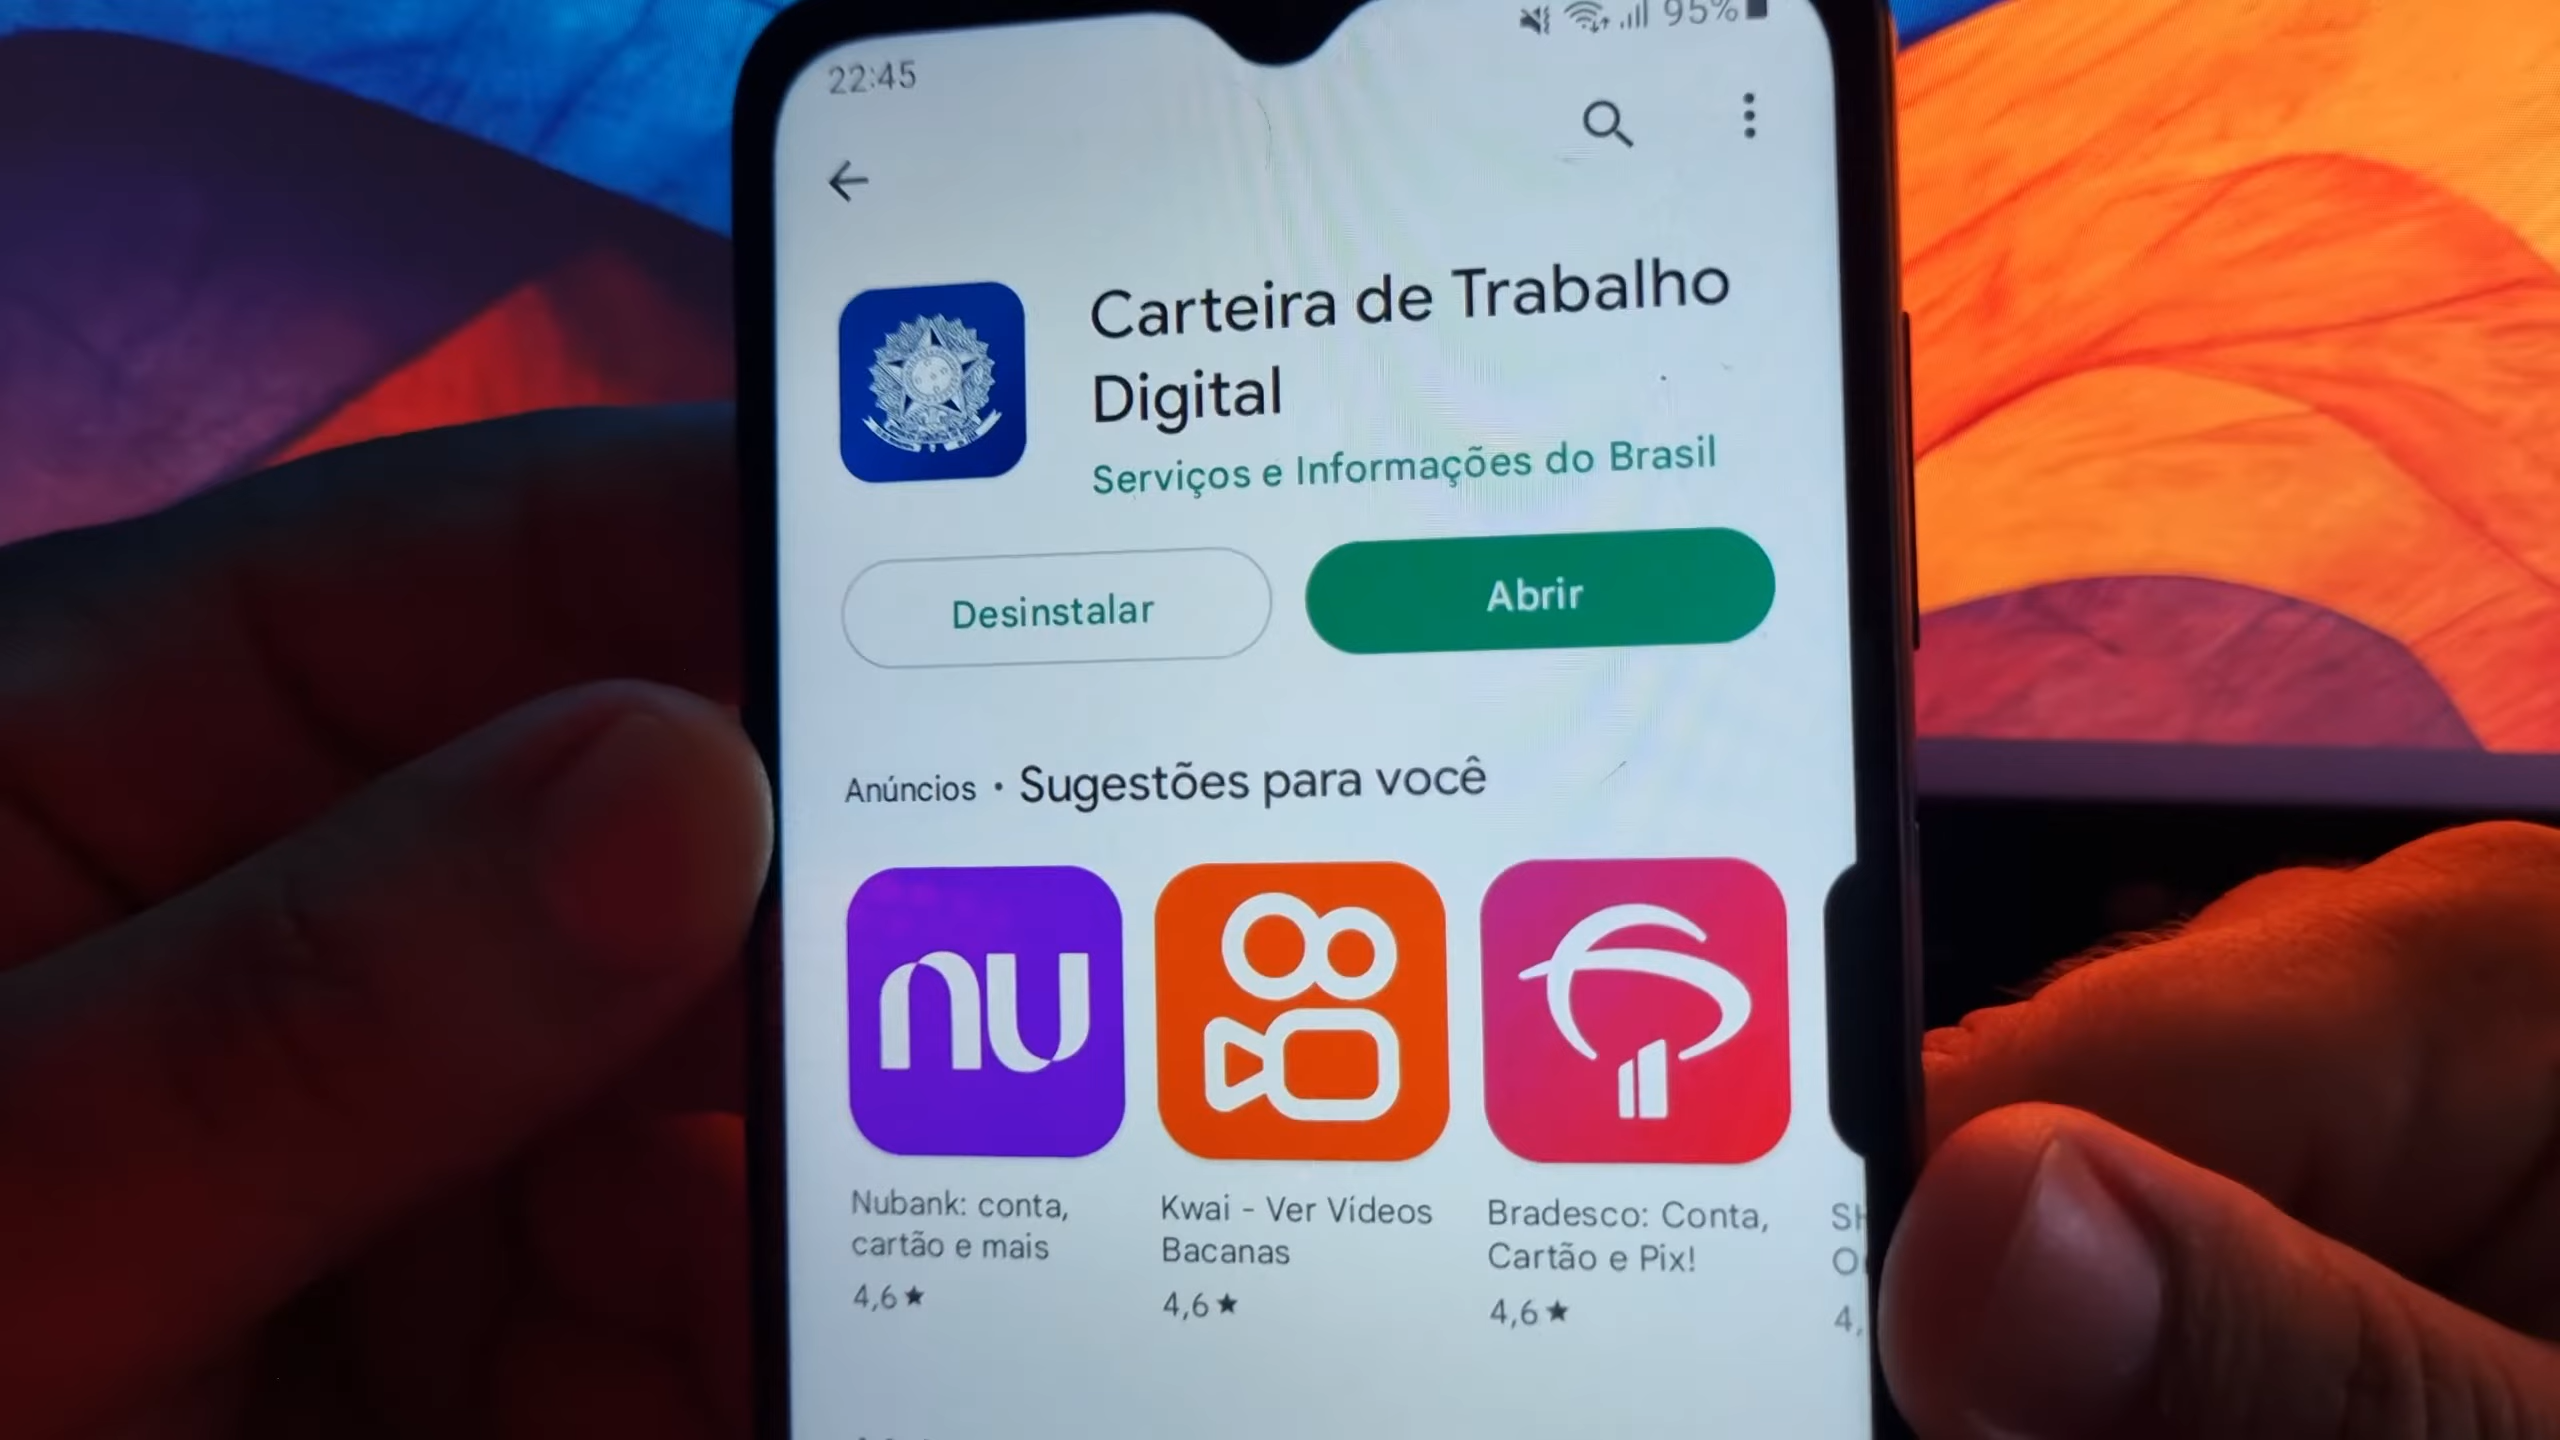 22:45 95%
Carteira de Trabalho
Digital
Serviços e Informações do Brasil
Desinstalar Abrir
Anúncios • Sugestões para você
nu
Nubank: conta,
cartão e mais
4,6★
Kwai - Ver Vídeos
Bacanas
4,6★
Bradesco: Conta,
Cartão e Pix!
4,6★